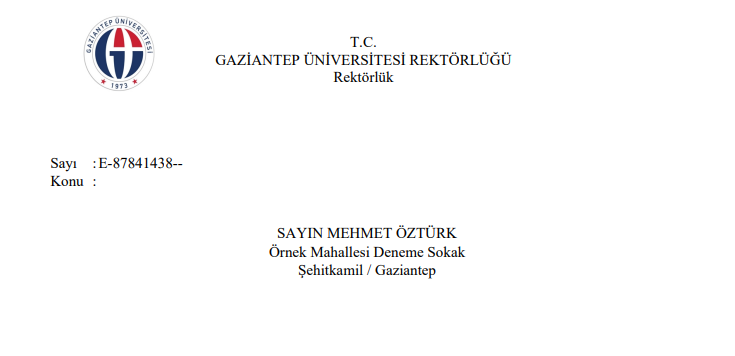 GAZİANTEP ÜNİVERSİTESİ
1973
T.C.
GAZİANTEP ÜNİVERSİTESİ REKTÖRLÜĞÜ
Rektörlük
Sayı : E-87841438--
Konu :
SAYIN MEHMET ÖZTÜRK
Örnek Mahallesi Deneme Sokak
Şehitkamil / Gaziantep